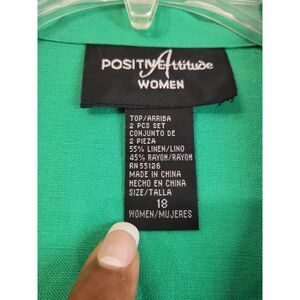 POSITIVE Attitude
WOMEN
TOP/ARRIBA
2 PCS SET
CONJUNTO DE
2 PIEZA
55% LINEN/LINO
45% RAYON/RAYON
RN 55126
MADE IN CHINA
HECHO EN CHINA
SIZE/TALLA
18
WOMEN/MUJERES